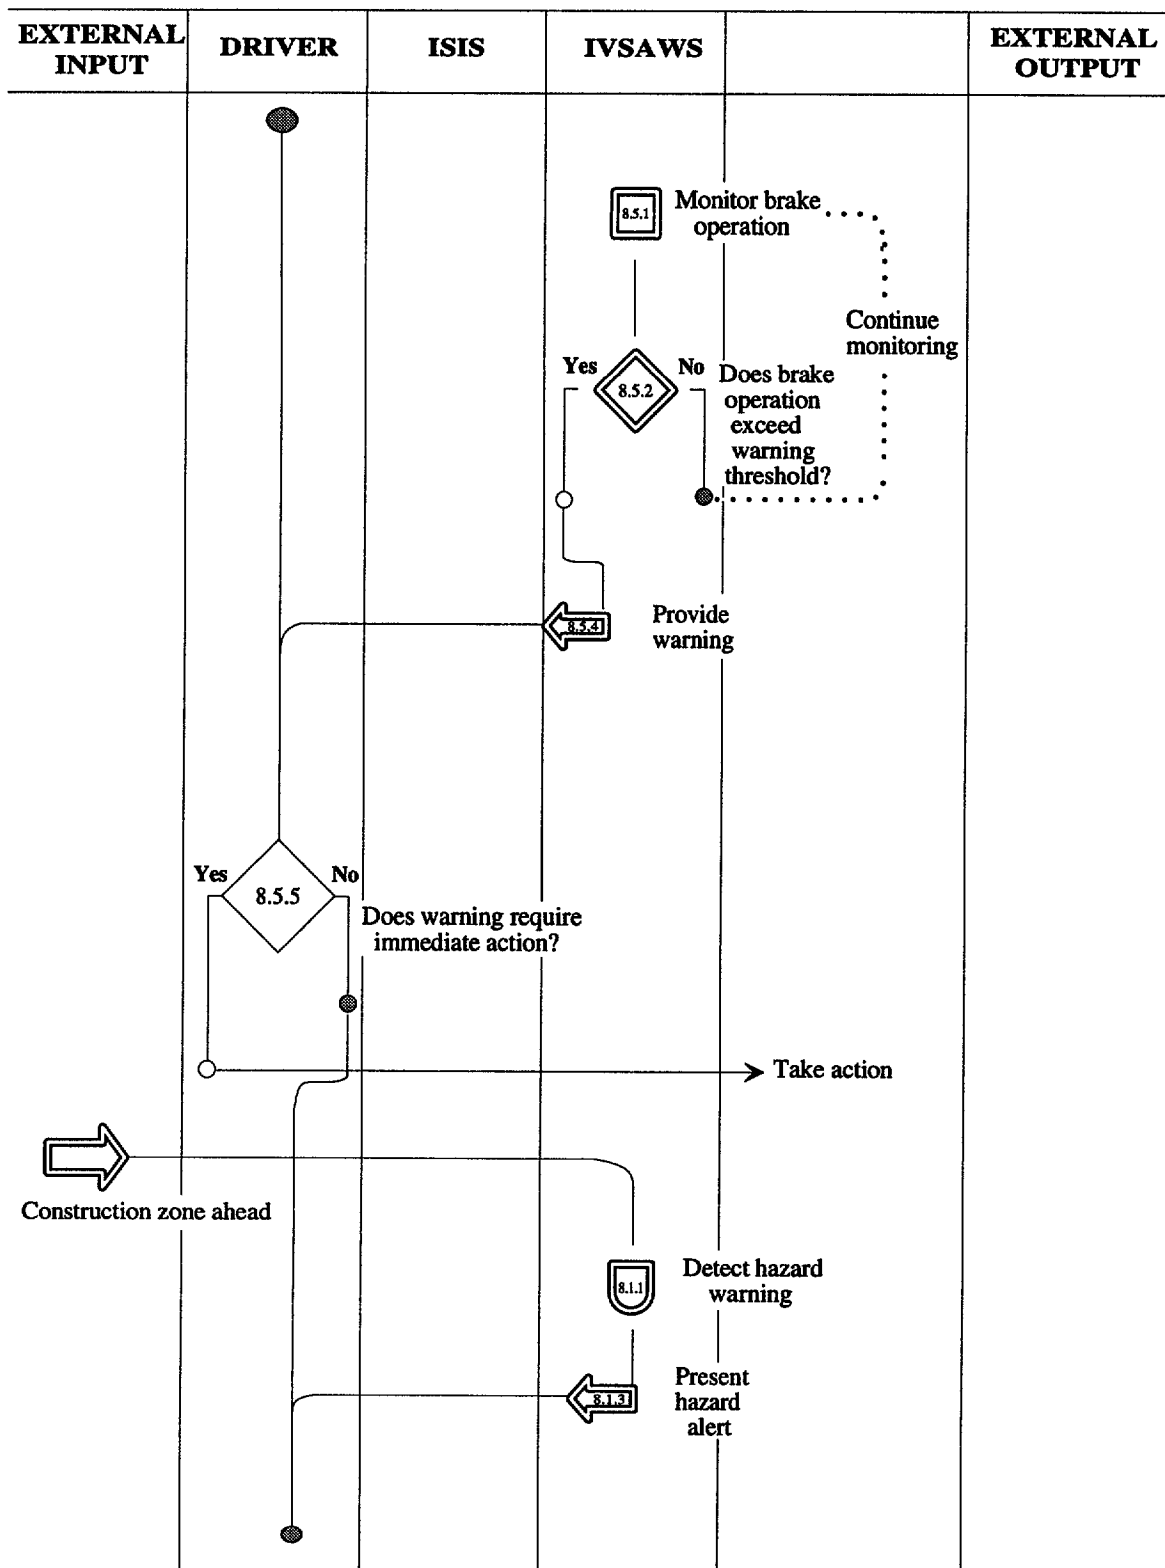 EXTERNAL
INPUT
DRIVER
ISIS
IVSAWS
EXTERNAL
OUTPUT
8.5.1
Monitor brake
operation
Continue
monitoring
Yes
8.5.2
No
Does brake
operation
exceed
warning
threshold?
8.5.4
Provide
warning
Yes
8.5.5
No
Does warning require
immediate action?
Take action
Construction zone ahead
8.1.1
Detect hazard
warning
8.1.3
Present
hazard
alert